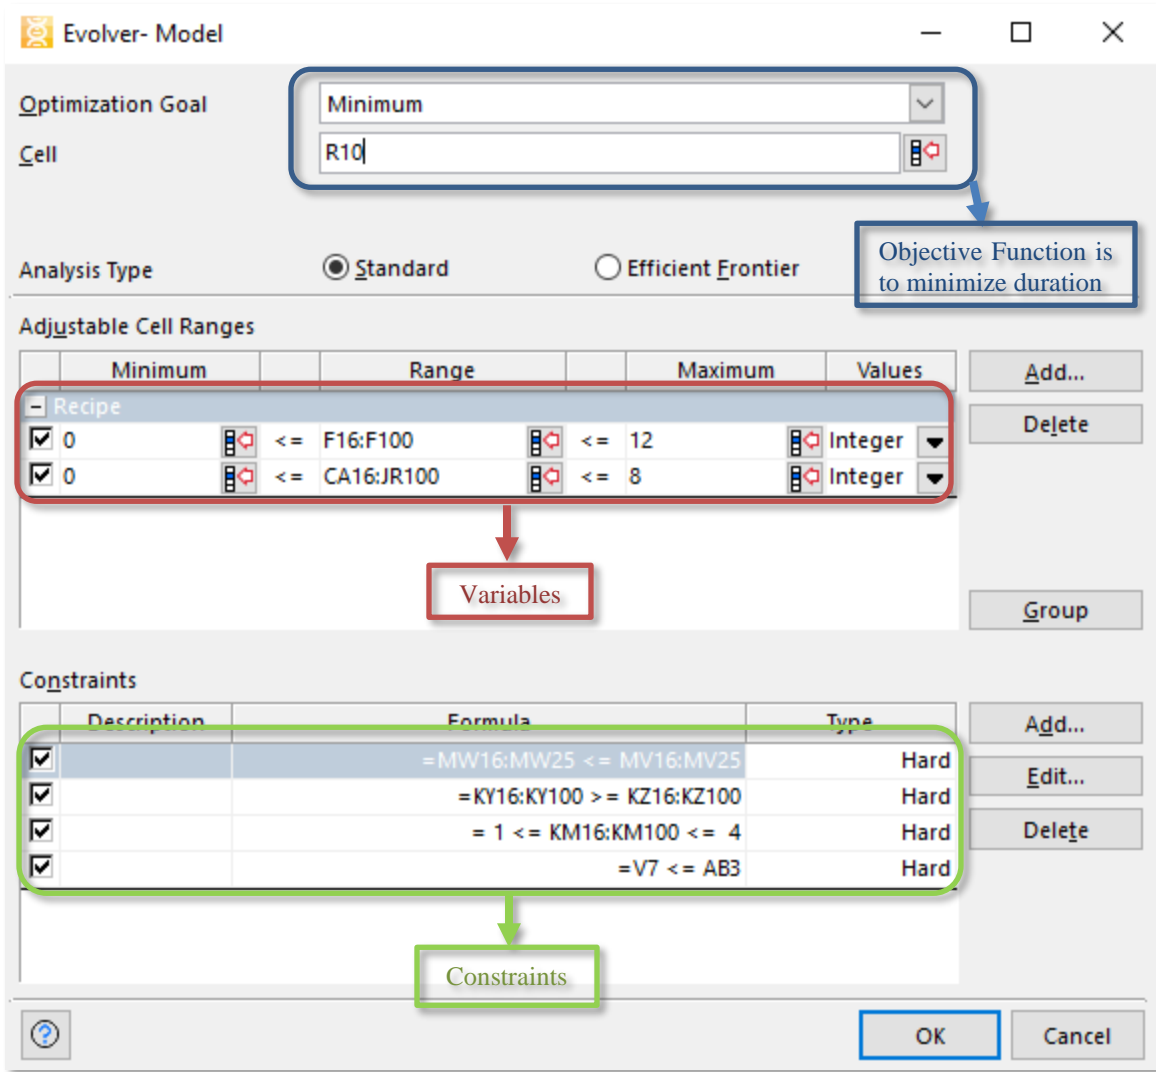 Evolver- Model
Optimization Goal
Minimum
Cell
R10
Objective Function is
to minimize duration
Analysis Type
Standard
Efficient Frontier
Adjustable Cell Ranges
Minimum Range Maximum Values
Add...
Recipe
Delete
0 <= F16:F100 <= 12 Integer
0 <= CA16:JR100 <= 8 Integer
Variables
Group
Constraints
Description Formula Type
Add...
=MW16:MW25 <= MV16:MV25 Hard
Edit...
=KY16:KY100 >= KZ16:KZ100 Hard
= 1 <= KM16:KM100 <= 4 Hard
Delete
=V7 <= AB3 Hard
Constraints
?
OK
Cancel